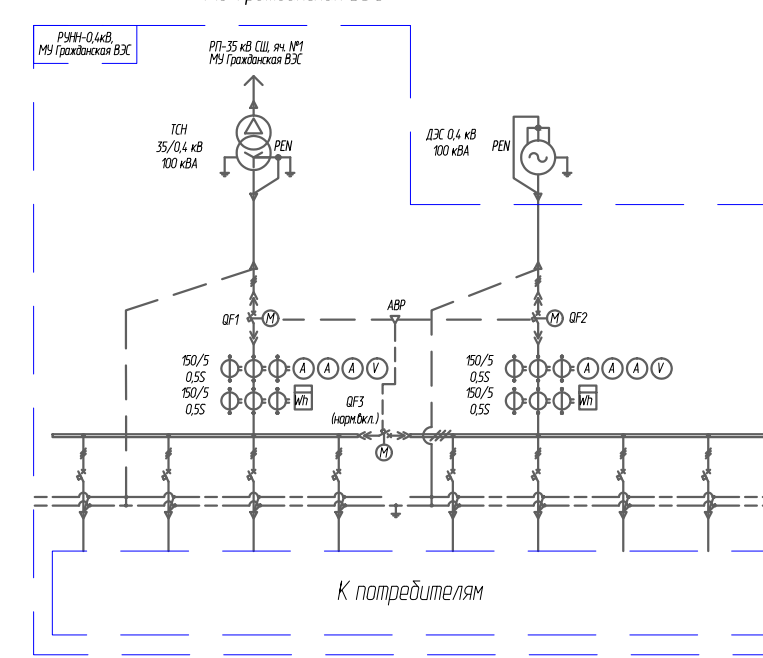 РУНН-0,4кВ,
МУ Гражданская ВЭС
РП-35 кВ СШ, яч. №1
МУ Гражданская ВЭС
ТСН
35/0,4 кВ
100 кВА
PEN
ДЭС 0,4 кВ
100 кВА
PEN
АВР
QF1
M
M
QF2
150/5
0,5S
A
A
A
V
150/5
0,5S
Wh
150/5
0,5S
A
A
A
V
150/5
0,5S
Wh
QF3
(норм.вкл.)
M
К потребителям